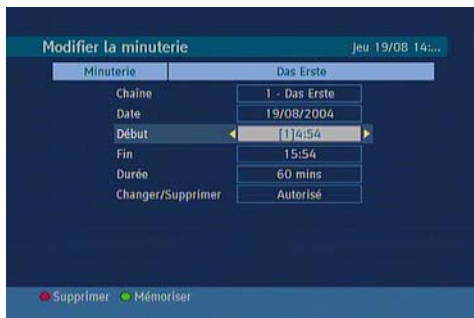 Modifier la minuterie Jeu 19/08 14:...
Minuterie Das Erste
Chaîne 1 - Das Erste
Date 19/08/2004
Début [1]4:54
Fin 15:54
Durée 60 mins
Changer/Supprimer Autorisé
Supprimer Mémoriser